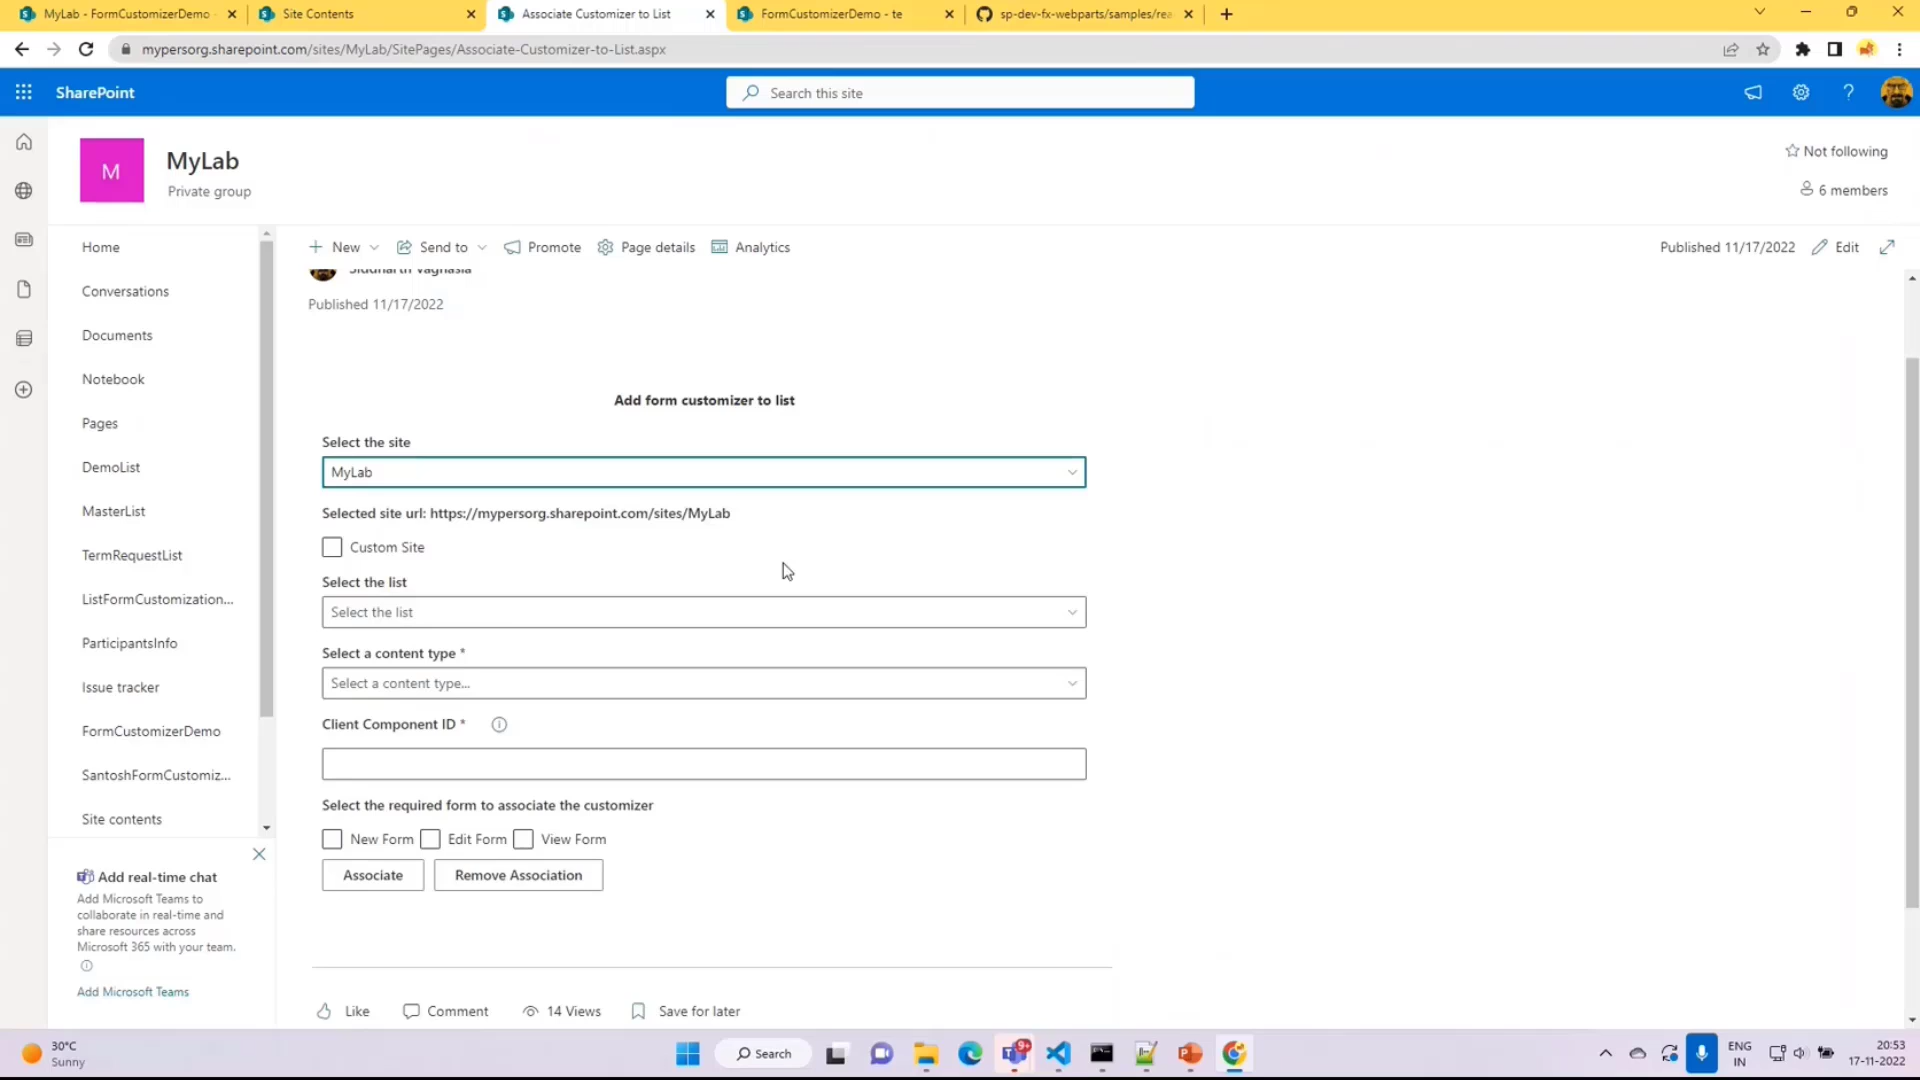 MyLab - FormCustomizerDemo
Site Contents
Associate Customizer to List
FormCustomizerDemo - te
sp-dev-fx-webparts/samples/rea
mypersorg.sharepoint.com/sites/MyLab/SitePages/Associate-Customizer-to-List.aspx
SharePoint
Search this site
M
MyLab
Private group
Not following
6 members
Home
Conversations
Documents
Notebook
Pages
DemoList
MasterList
TermRequestList
ListFormCustomization...
ParticipantsInfo
Issue tracker
FormCustomizerDemo
SantoshFormCustomiz...
Site contents
Add real-time chat
Add Microsoft Teams to
collaborate in real-time and
share resources across
Microsoft 365 with your team.
Add Microsoft Teams
New Send to Promote Page details Analytics
Published 11/17/2022 Edit
Siddharth Vaghasia
Published 11/17/2022
Add form customizer to list
Select the site
MyLab
Selected site url: https://mypersorg.sharepoint.com/sites/MyLab
Custom Site
Select the list
Select the list
Select a content type *
Select a content type...
Client Component ID *
Select the required form to associate the customizer
New Form Edit Form View Form
Associate Remove Association
Like Comment 14 Views Save for later
30°C
Sunny
Search
9+
ENG
IN
20:53
17-11-2022